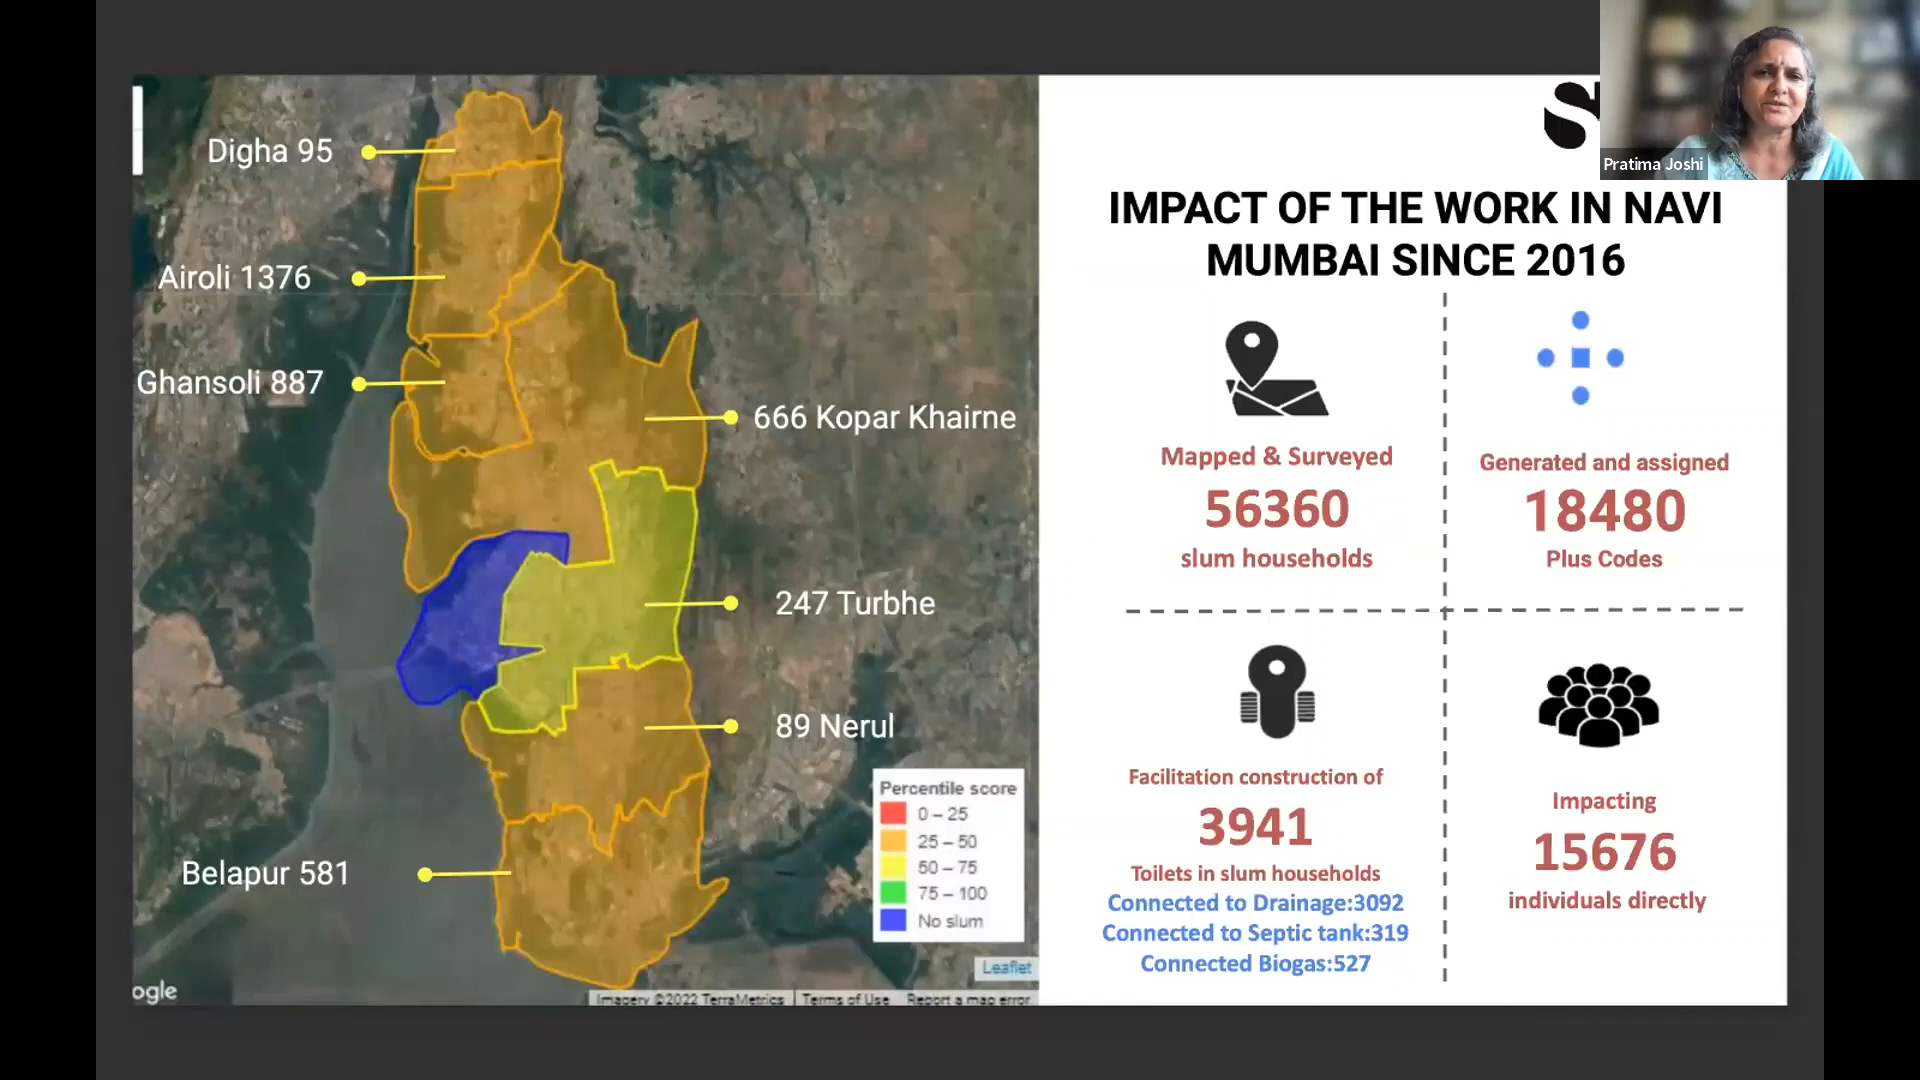 Pratima Joshi
Digha 95
Airoli 1376
Ghansoli 887
666 Kopar Khairne
247 Turbhe
89 Nerul
Belapur 581
Percentile score
0 – 25
25 – 50
50 – 75
75 – 100
No slum
Leaflet
ogle
Imagery ©2022 TerraMetrics
Terms of Use
Report a map error
S
IMPACT OF THE WORK IN NAVI
MUMBAI SINCE 2016
Mapped & Surveyed
56360
slum households
Generated and assigned
18480
Plus Codes
Facilitation construction of
3941
Toilets in slum households
Connected to Drainage:3092
Connected to Septic tank:319
Connected Biogas:527
Impacting
15676
individuals directly